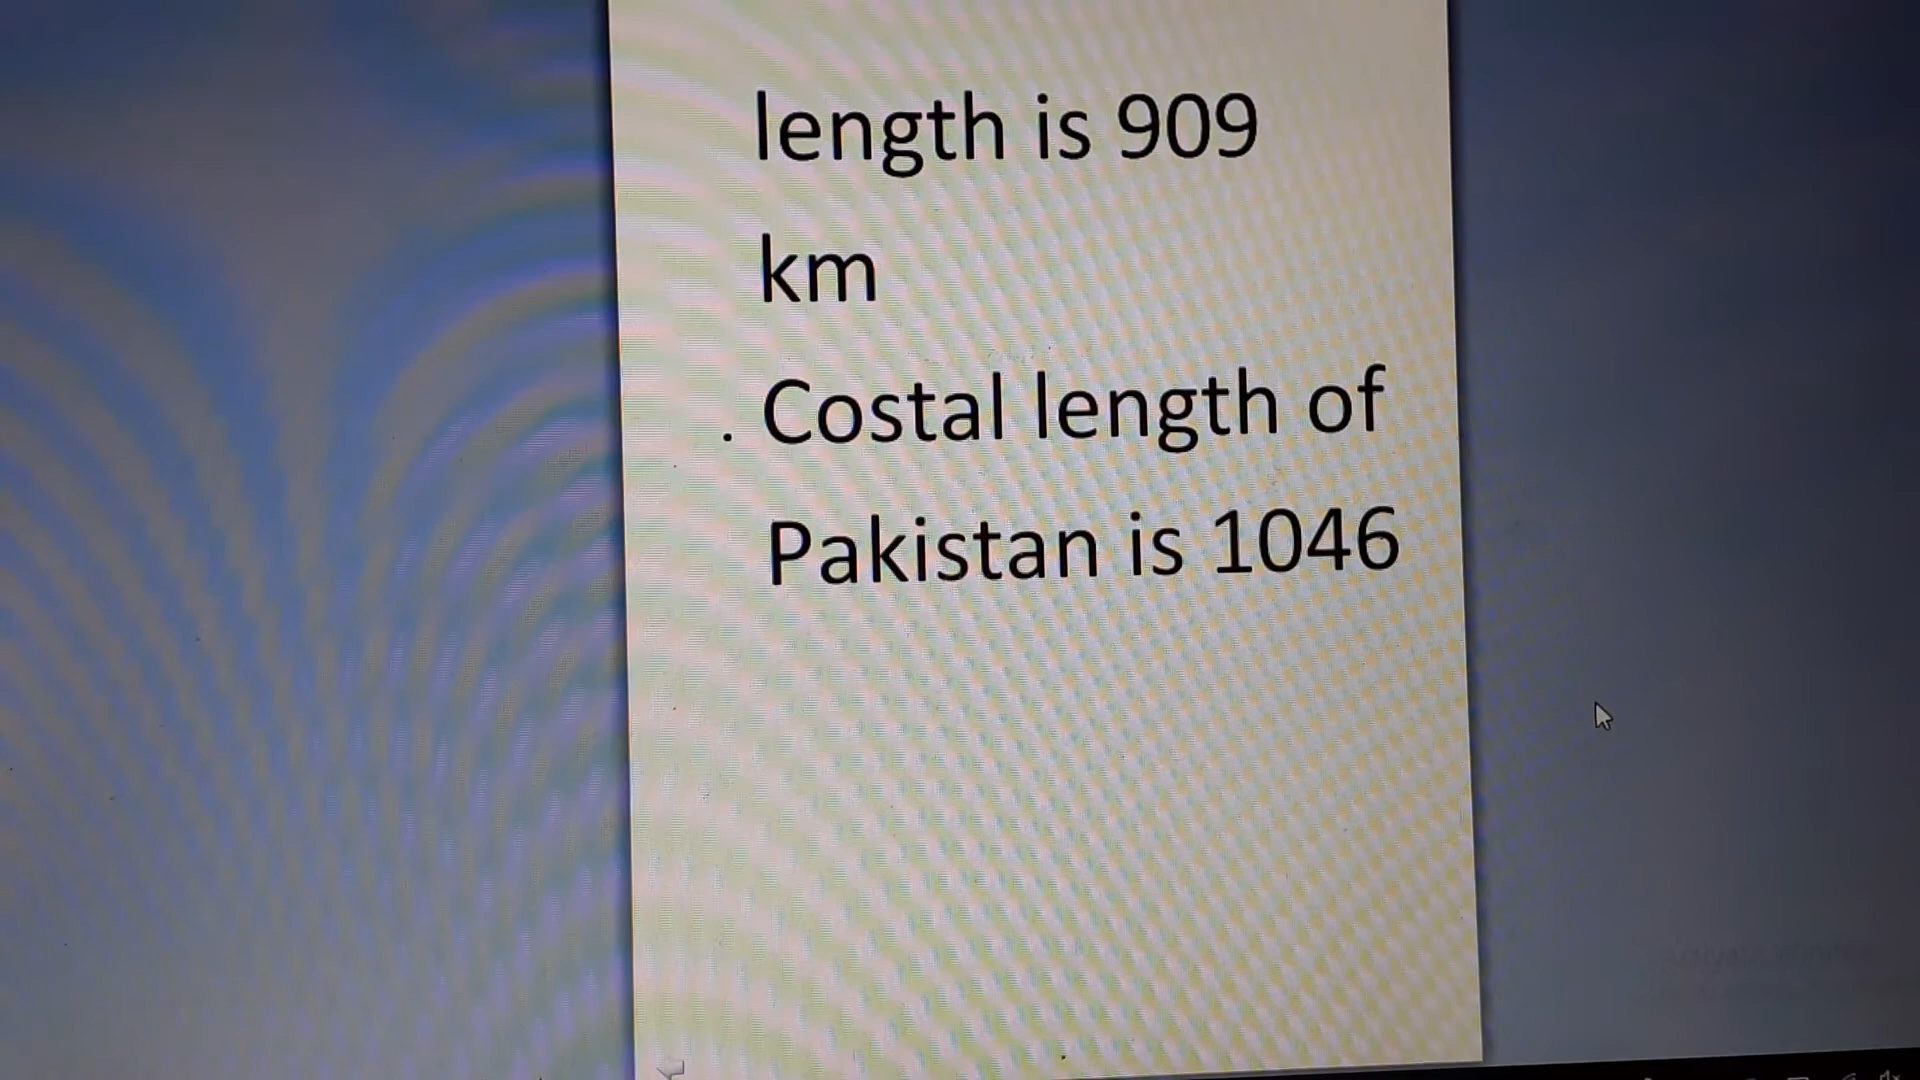 length is 909
km
. Costal length of
Pakistan is 1046